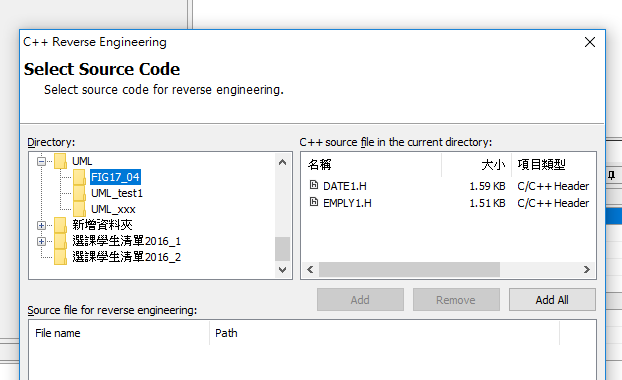 C++ Reverse Engineering
Select Source Code
Select source code for reverse engineering.
Directory:
UML
FIG17_04
UML_test1
UML_xxx
新增資料夾
選課學生清單2016_1
選課學生清單2016_2
C++ source file in the current directory:
名稱 大小 項目類型
DATE1.H 1.59 KB C/C++ Header
EMPLY1.H 1.51 KB C/C++ Header
Add Remove Add All
Source file for reverse engineering:
File name Path